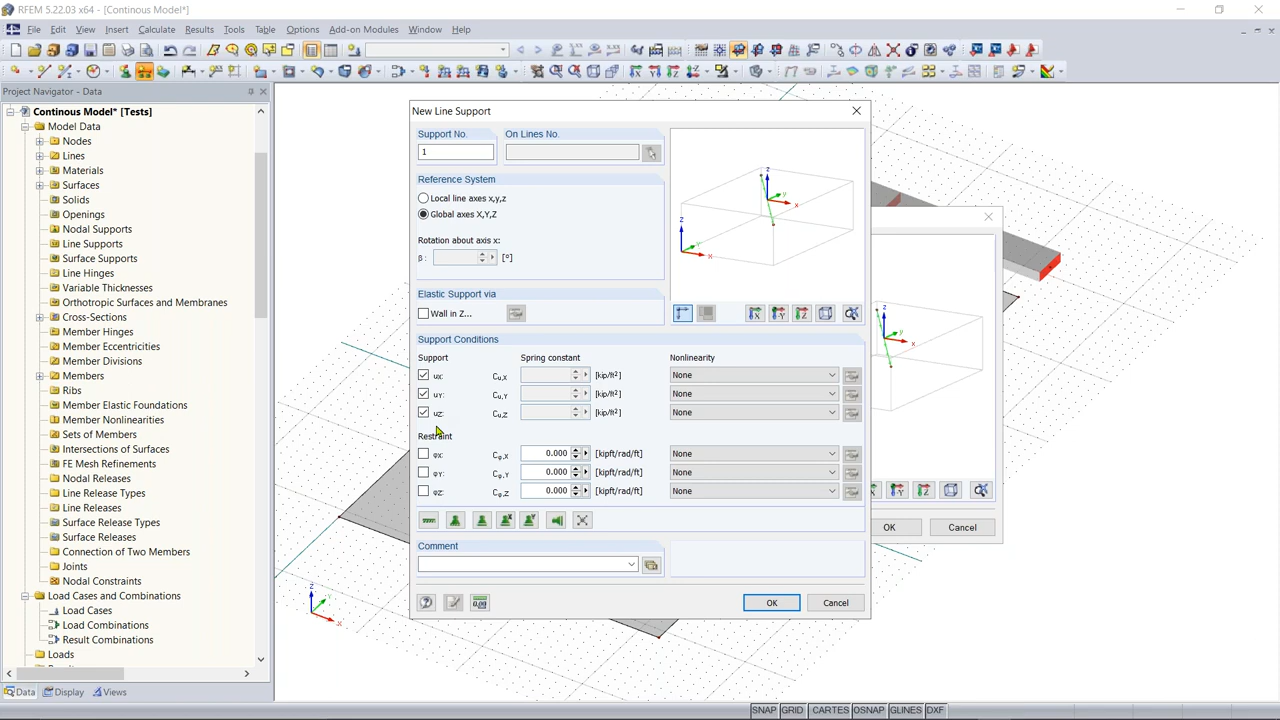 RFEM 5.22.03 x64 - [Continous Model*]
File Edit View Insert Calculate Results Tools Table Options Add-on Modules Window Help
Project Navigator - Data
Continous Model* [Tests]
Model Data
Nodes
Lines
Materials
Surfaces
Solids
Openings
Nodal Supports
Line Supports
Surface Supports
Line Hinges
Variable Thicknesses
Orthotropic Surfaces and Membranes
Cross-Sections
Member Hinges
Member Eccentricities
Member Divisions
Members
Ribs
Member Elastic Foundations
Member Nonlinearities
Sets of Members
Intersections of Surfaces
FE Mesh Refinements
Nodal Releases
Line Release Types
Line Releases
Surface Release Types
Surface Releases
Connection of Two Members
Joints
Nodal Constraints
Load Cases and Combinations
Load Cases
Load Combinations
Result Combinations
Loads
Data Display Views
New Line Support
Support No. On Lines No.
1
Reference System
Local line axes x,y,z
Global axes X,Y,Z
Rotation about axis x:
β : [°]
Elastic Support via
Wall in Z...
Support Conditions
Support Spring constant Nonlinearity
uX: Cu,X [kip/ft²] None
uY: Cu,Y [kip/ft²] None
uZ: Cu,Z [kip/ft²] None
Restraint
φX: Cφ,X 0.000 [kipft/rad/ft] None
φY: Cφ,Y 0.000 [kipft/rad/ft] None
φZ: Cφ,Z 0.000 [kipft/rad/ft] None
Comment
OK Cancel
z
y
x
Z
Y
X
OK Cancel
z
y
x
Z
X
SNAP GRID CARTES OSNAP GLINES DXF